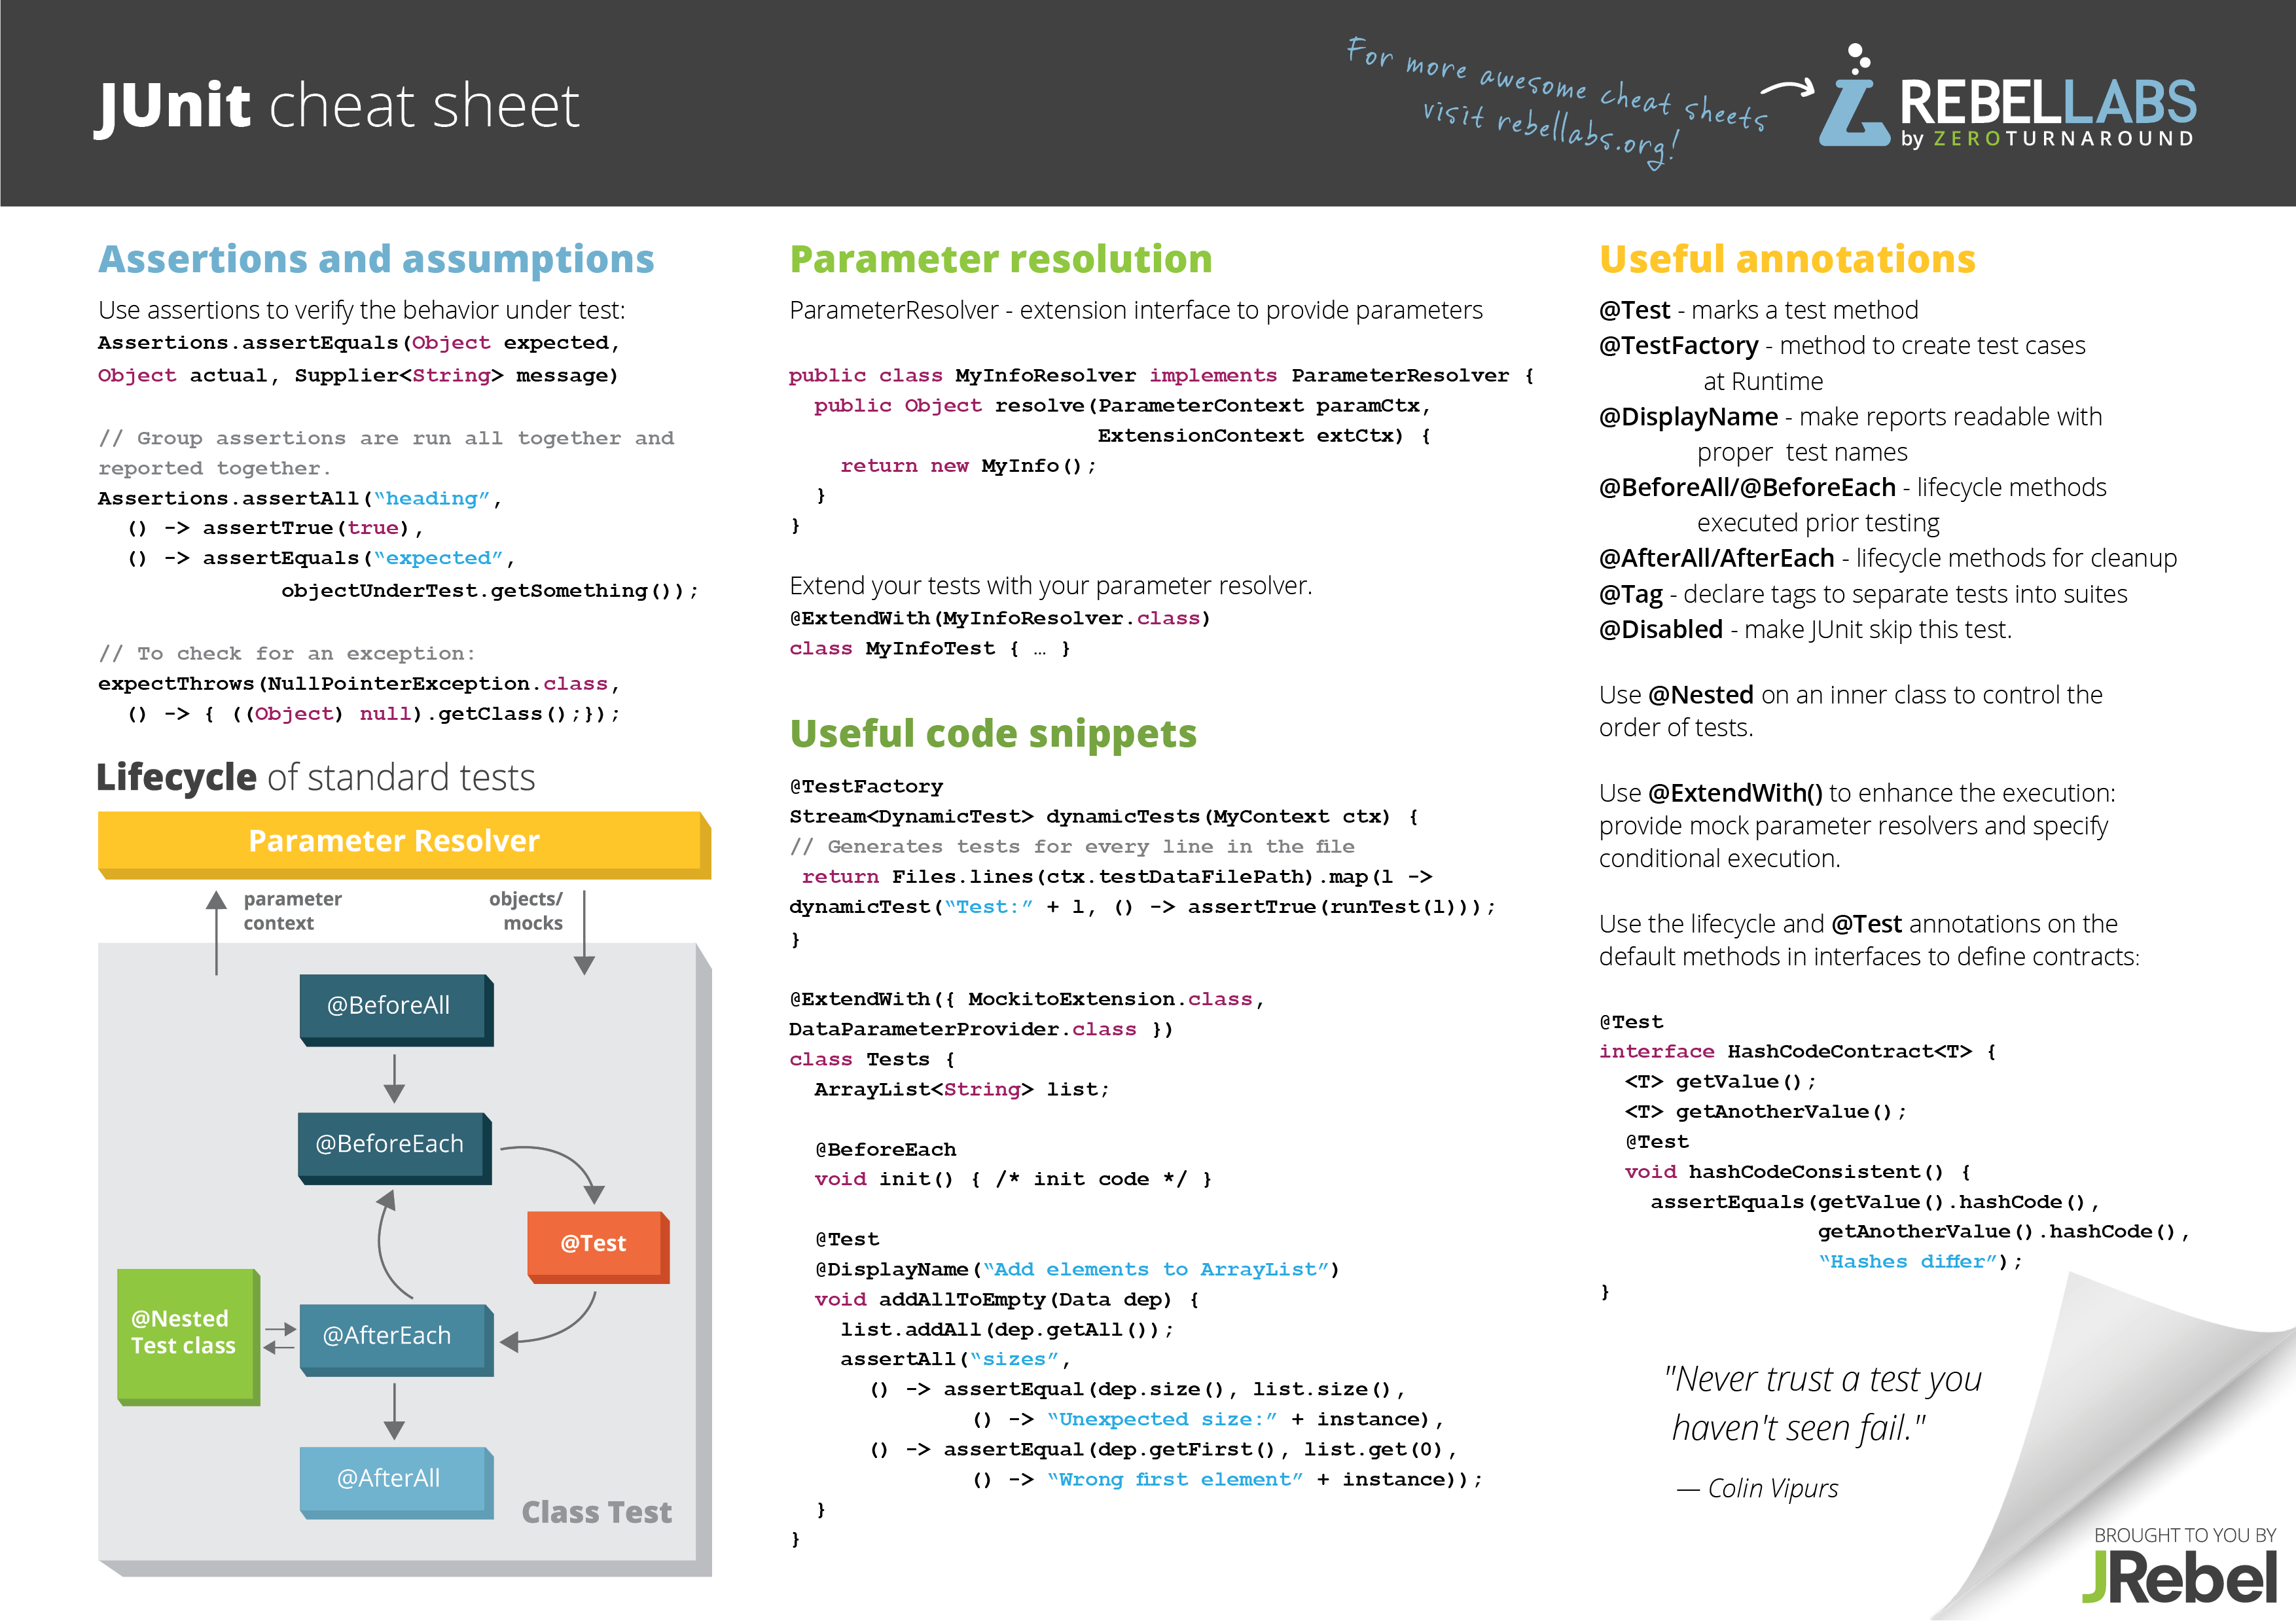 JUnit cheat sheet
For more awesome cheat sheets
visit rebellabs.org!
REBELLABS
by ZEROTURNAROUND
Assertions and assumptions
Use assertions to verify the behavior under test:
Assertions.assertEquals(Object expected,
Object actual, Supplier<String> message)
// Group assertions are run all together and
reported together.
Assertions.assertAll(“heading”,
() -> assertTrue(true),
() -> assertEquals(“expected”,
objectUnderTest.getSomething());
// To check for an exception:
expectThrows(NullPointerException.class,
() -> { ((Object) null).getClass();});
Lifecycle of standard tests
Parameter Resolver
parameter
context
objects/
mocks
@BeforeAll
@BeforeEach
@Test
@Nested
Test class
@AfterEach
@AfterAll
Class Test
Parameter resolution
ParameterResolver - extension interface to provide parameters
public class MyInfoResolver implements ParameterResolver {
public Object resolve(ParameterContext paramCtx,
ExtensionContext extCtx) {
return new MyInfo();
}
}
Extend your tests with your parameter resolver.
@ExtendWith(MyInfoResolver.class)
class MyInfoTest { … }
Useful code snippets
@TestFactory
Stream<DynamicTest> dynamicTests(MyContext ctx) {
// Generates tests for every line in the file
return Files.lines(ctx.testDataFilePath).map(l ->
dynamicTest(“Test:” + l, () -> assertTrue(runTest(l)));
}
@ExtendWith({ MockitoExtension.class,
DataParameterProvider.class })
class Tests {
ArrayList<String> list;
@BeforeEach
void init() { /* init code */ }
@Test
@DisplayName(“Add elements to ArrayList”)
void addAllToEmpty(Data dep) {
list.addAll(dep.getAll());
assertAll(“sizes”,
() -> assertEqual(dep.size(), list.size(),
() -> “Unexpected size:” + instance),
() -> assertEqual(dep.getFirst(), list.get(0),
() -> “Wrong first element” + instance));
}
}
Useful annotations
@Test - marks a test method
@TestFactory - method to create test cases
at Runtime
@DisplayName - make reports readable with
proper  test names
@BeforeAll/@BeforeEach - lifecycle methods
executed prior testing
@AfterAll/AfterEach - lifecycle methods for cleanup
@Tag - declare tags to separate tests into suites
@Disabled - make JUnit skip this test.
Use @Nested on an inner class to control the
order of tests.
Use @ExtendWith() to enhance the execution:
provide mock parameter resolvers and specify
conditional execution.
Use the lifecycle and @Test annotations on the
default methods in interfaces to define contracts:
@Test
interface HashCodeContract<T> {
<T> getValue();
<T> getAnotherValue();
@Test
void hashCodeConsistent() {
assertEquals(getValue().hashCode(),
getAnotherValue().hashCode(),
“Hashes differ”);
}
"Never trust a test you
haven't seen fail."
— Colin Vipurs
BROUGHT TO YOU BY
JRebel